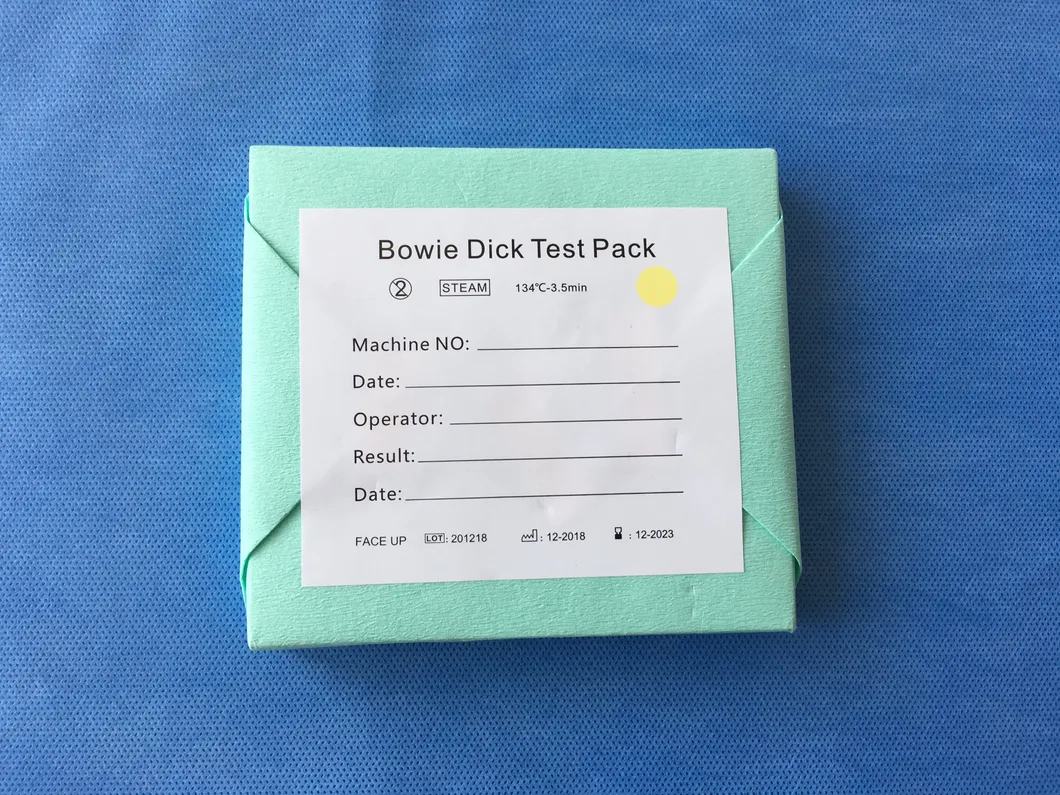 Bowie Dick Test Pack
2 STEAM 134℃-3.5min
Machine NO:
Date:
Operator:
Result:
Date:
FACE UP LOT: 201218 : 12-2018 : 12-2023